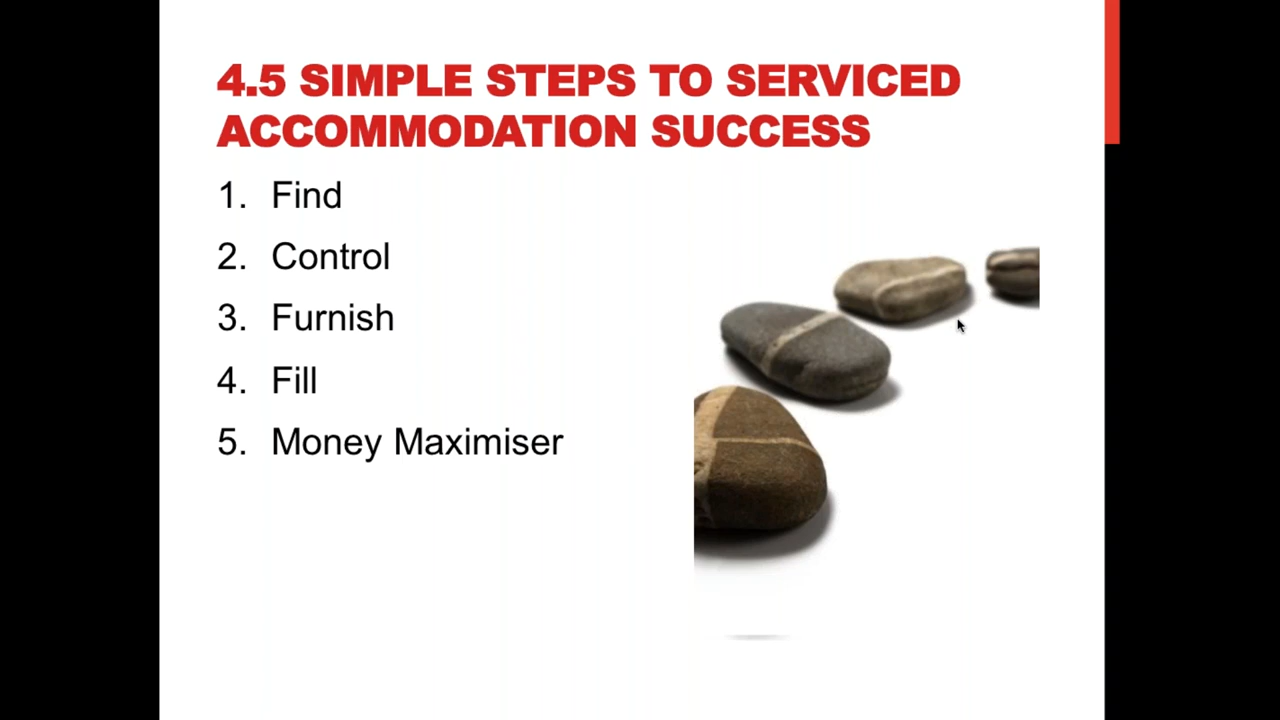 4.5 SIMPLE STEPS TO SERVICED
ACCOMMODATION SUCCESS
1. Find
2. Control
3. Furnish
4. Fill
5. Money Maximiser